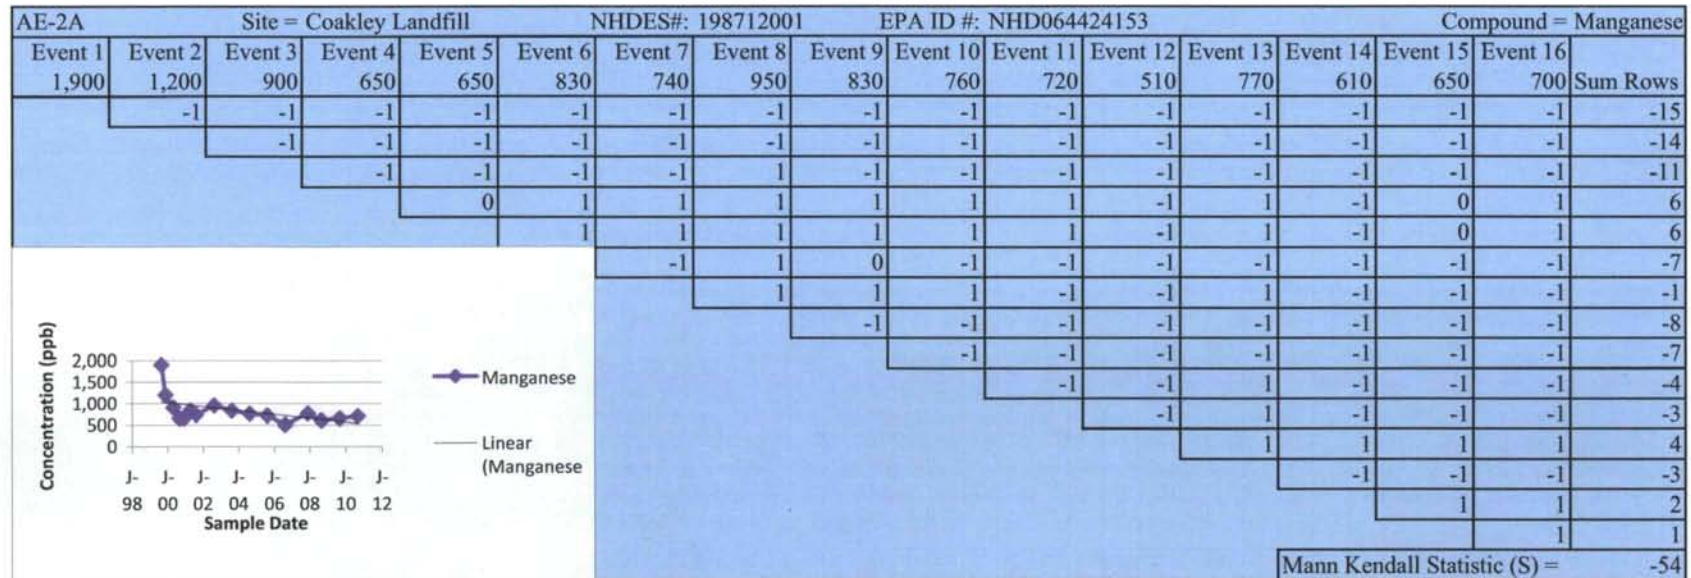 AE-2A Site = Coakley Landfill NHDES#: 198712001 EPA ID #: NHD064424153 Compound = Manganese
Event 1 Event 2 Event 3 Event 4 Event 5 Event 6 Event 7 Event 8 Event 9 Event 10 Event 11 Event 12 Event 13 Event 14 Event 15 Event 16
1,900 1,200 900 650 650 830 740 950 830 760 720 510 770 610 650 700 Sum Rows
-1 -1 -1 -1 -1 -1 -1 -1 -1 -1 -1 -1 -1 -1 -1 -15
-1 -1 -1 -1 -1 -1 -1 -1 -1 -1 -1 -1 -1 -1 -14
-1 -1 -1 -1 1 -1 -1 -1 -1 -1 -1 -1 -1 -11
0 1 1 1 1 1 1 -1 1 -1 0 1 6
1 1 1 1 1 1 -1 1 -1 0 1 6
-1 1 0 -1 -1 -1 -1 -1 -1 -1 -7
1 1 1 -1 -1 1 -1 -1 -1 -1
-1 -1 -1 -1 -1 -1 -1 -1 -8
-1 -1 -1 -1 -1 -1 -1 -7
-1 -1 1 -1 -1 -1 -4
-1 1 -1 -1 -1 -3
1 1 1 1 4
-1 -1 -1 -3
1 1 2
1 1
Mann Kendall Statistic (S) = -54
Concentration (ppb)
2,000
1,500
1,000
500
0
J- J- J- J- J- J- J- J-
98 00 02 04 06 08 10 12
Sample Date
Manganese
Linear
(Manganese